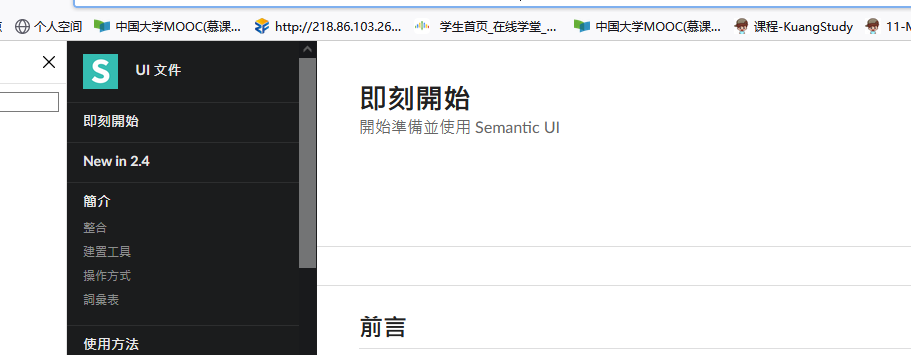 个人空间 中国大学MOOC(慕课... http://218.86.103.26... 学生首页_在线学堂_... 中国大学MOOC(慕课... 课程-KuangStudy 11-M
S UI 文件
即刻開始
New in 2.4
簡介
整合
建置工具
操作方式
詞彙表
使用方法
即刻開始
開始準備並使用 Semantic UI
前言